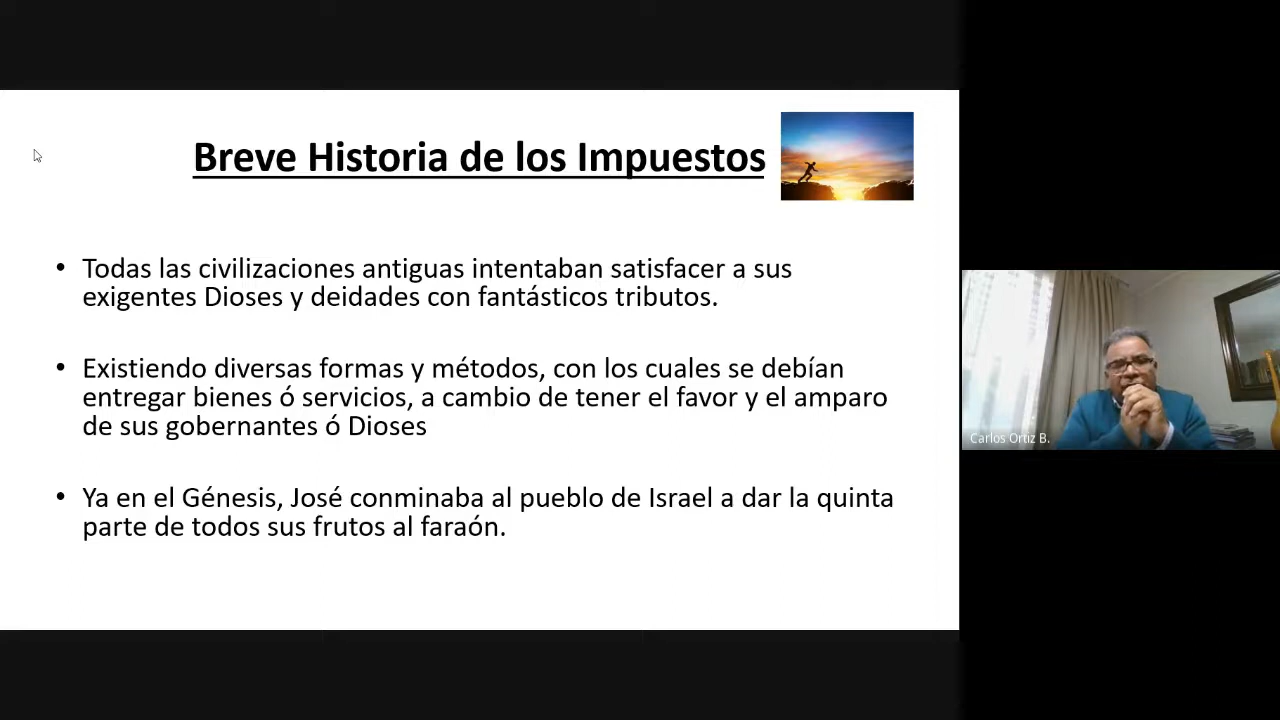 Breve Historia de los Impuestos
• Todas las civilizaciones antiguas intentaban satisfacer a sus
exigentes Dioses y deidades con fantásticos tributos.
• Existiendo diversas formas y métodos, con los cuales se debían
entregar bienes ó servicios, a cambio de tener el favor y el amparo
de sus gobernantes ó Dioses
• Ya en el Génesis, José conminaba al pueblo de Israel a dar la quinta
parte de todos sus frutos al faraón.
Carlos Ortiz B.